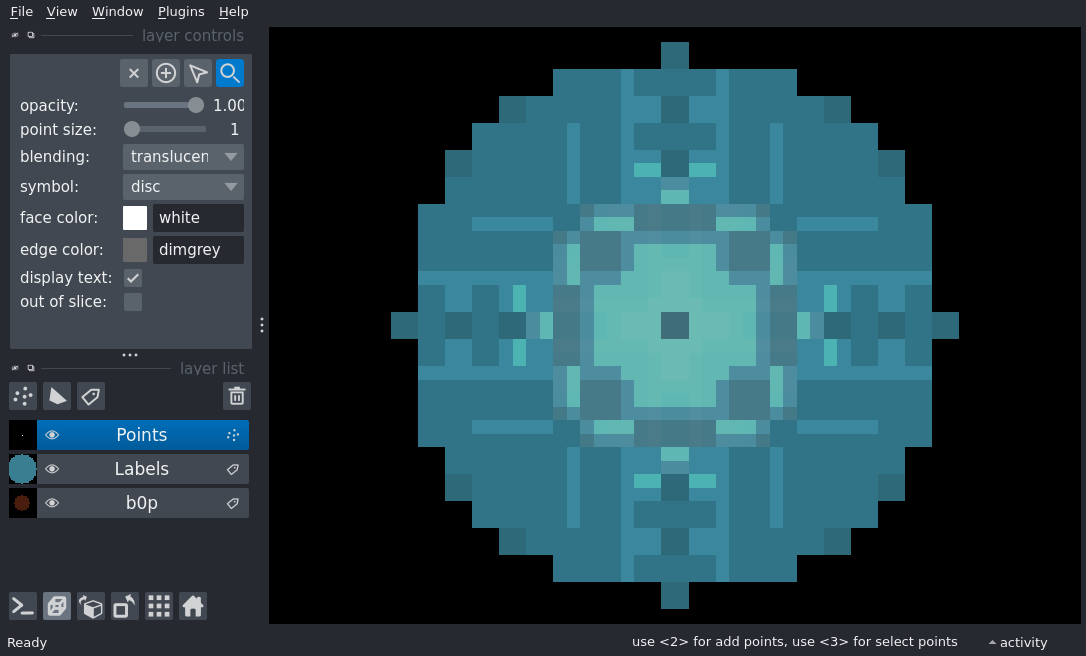 File View Window Plugins Help
layer controls
opacity: 1.00
point size: 1
blending: translucen
symbol: disc
face color: white
edge color: dimgrey
display text:
out of slice:
layer list
Points
Labels
b0p
Ready use <2> for add points, use <3> for select points activity